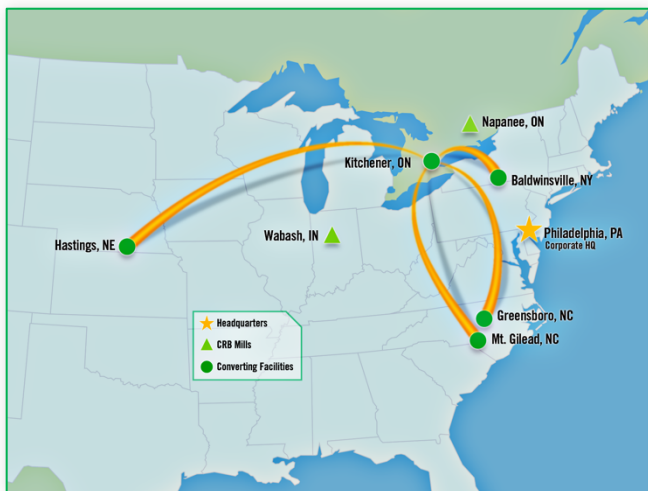 Napanee, ON
Kitchener, ON
Baldwinsville, NY
Wabash, IN
Philadelphia, PA
Corporate HQ
Hastings, NE
Greensboro, NC
Mt. Gilead, NC
Headquarters
CRB Mills
Converting Facilities